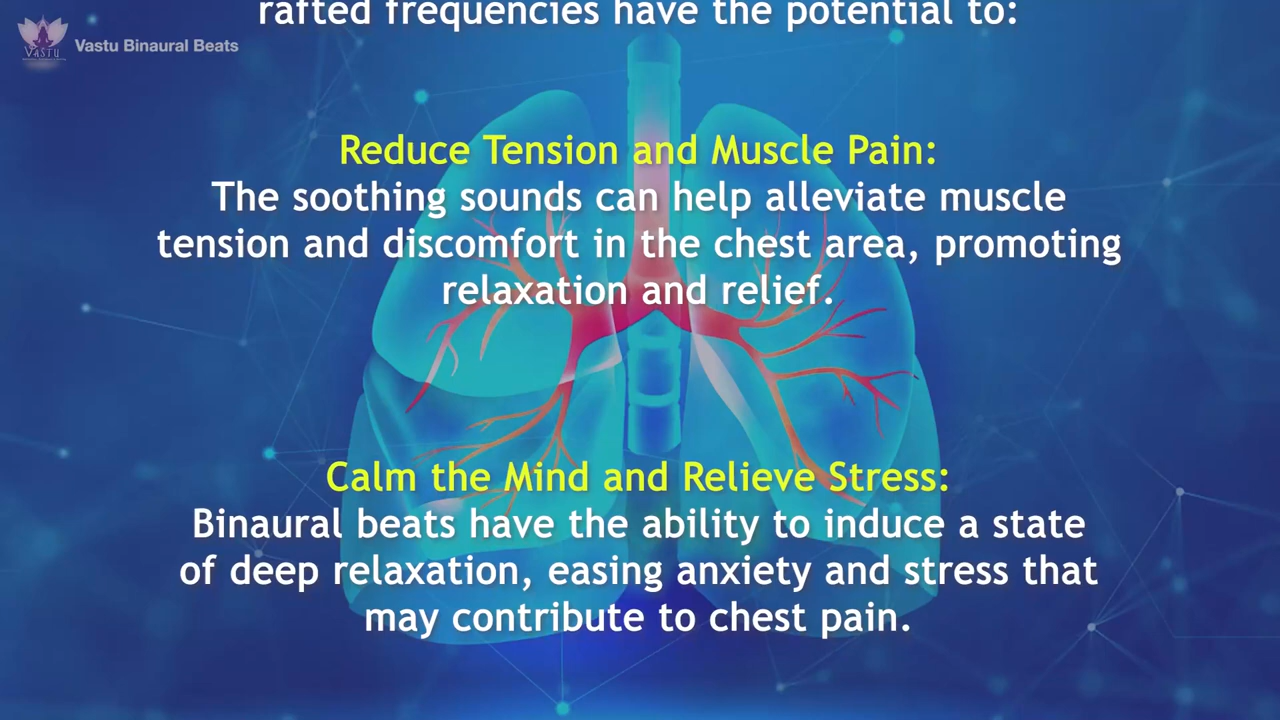 rafted frequencies have the potential to:
VASTU
Vastu Binaural Beats
Reduce Tension and Muscle Pain:
The soothing sounds can help alleviate muscle
tension and discomfort in the chest area, promoting
relaxation and relief.
Calm the Mind and Relieve Stress:
Binaural beats have the ability to induce a state
of deep relaxation, easing anxiety and stress that
may contribute to chest pain.